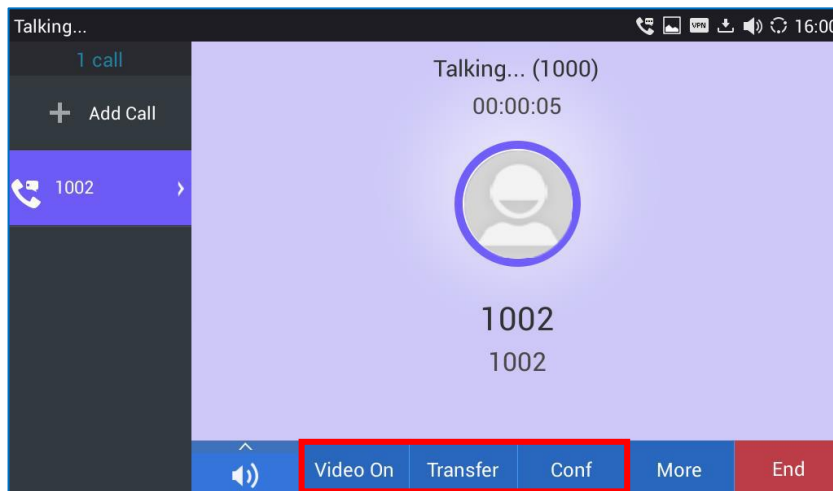 Talking...
VPN
16:00
1 call
Add Call
1002
Talking... (1000)
00:00:05
1002
1002
Video On
Transfer
Conf
More
End